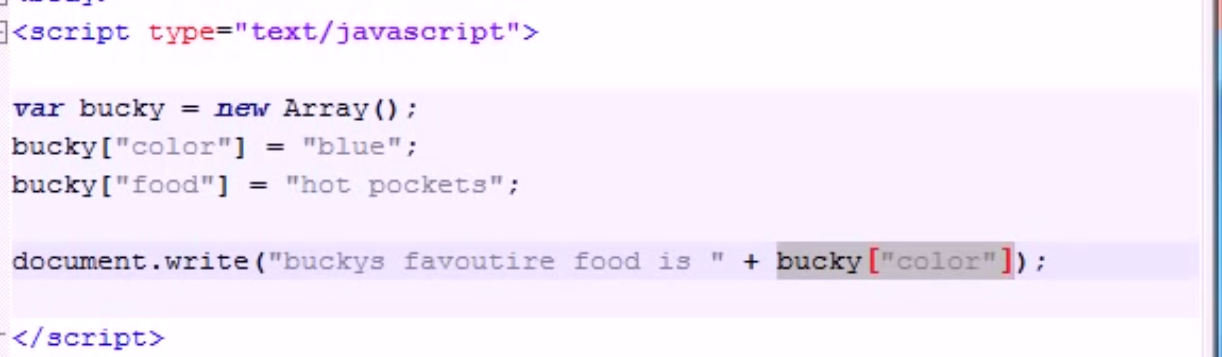 <script type="text/javascript">
var bucky = new Array();
bucky["color"] = "blue";
bucky["food"] = "hot pockets";
document.write("buckys favoutire food is " + bucky["color"]);
</script>